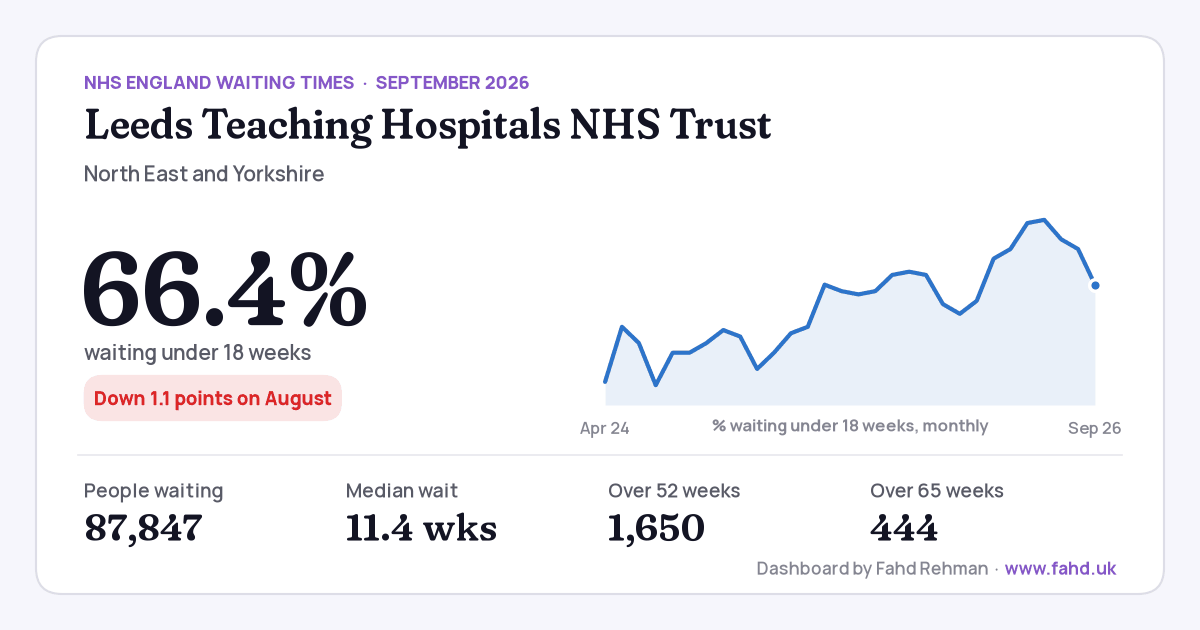 NHS ENGLAND WAITING TIMES · SEPTEMBER 2026
Leeds Teaching Hospitals NHS Trust
North East and Yorkshire
66.4%
waiting under 18 weeks
Down 1.1 points on August
Apr 24
% waiting under 18 weeks, monthly
Sep 26
People waiting
87,847
Median wait
11.4 wks
Over 52 weeks
1,650
Over 65 weeks
444
Dashboard by Fahd Rehman · www.fahd.uk